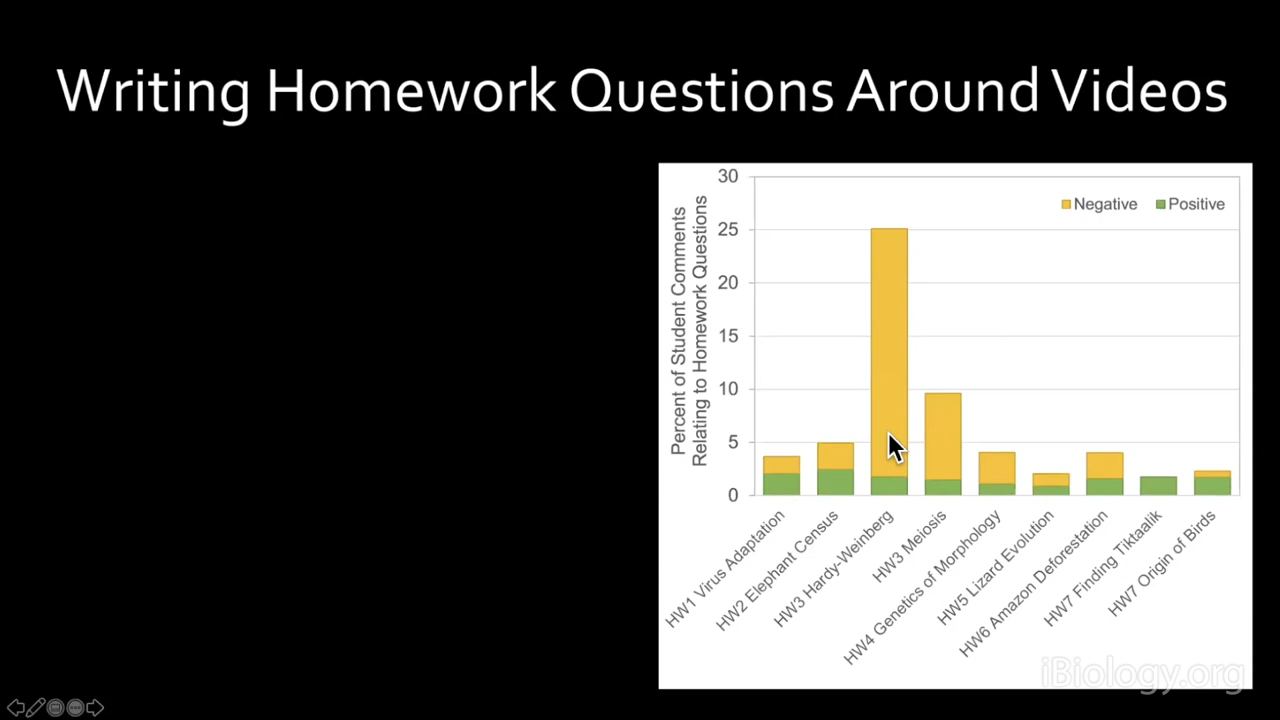 Writing Homework Questions Around Videos
Percent of Student Comments
Relating to Homework Questions
30
25
20
15
10
5
0
Negative Positive
HW1 Virus Adaptation
HW2 Elephant Census
HW3 Hardy-Weinberg
HW3 Meiosis
HW4 Genetics of Morphology
HW5 Lizard Evolution
HW6 Amazon Deforestation
HW7 Finding Tiktaalik
HW7 Origin of Birds
iBiology.org